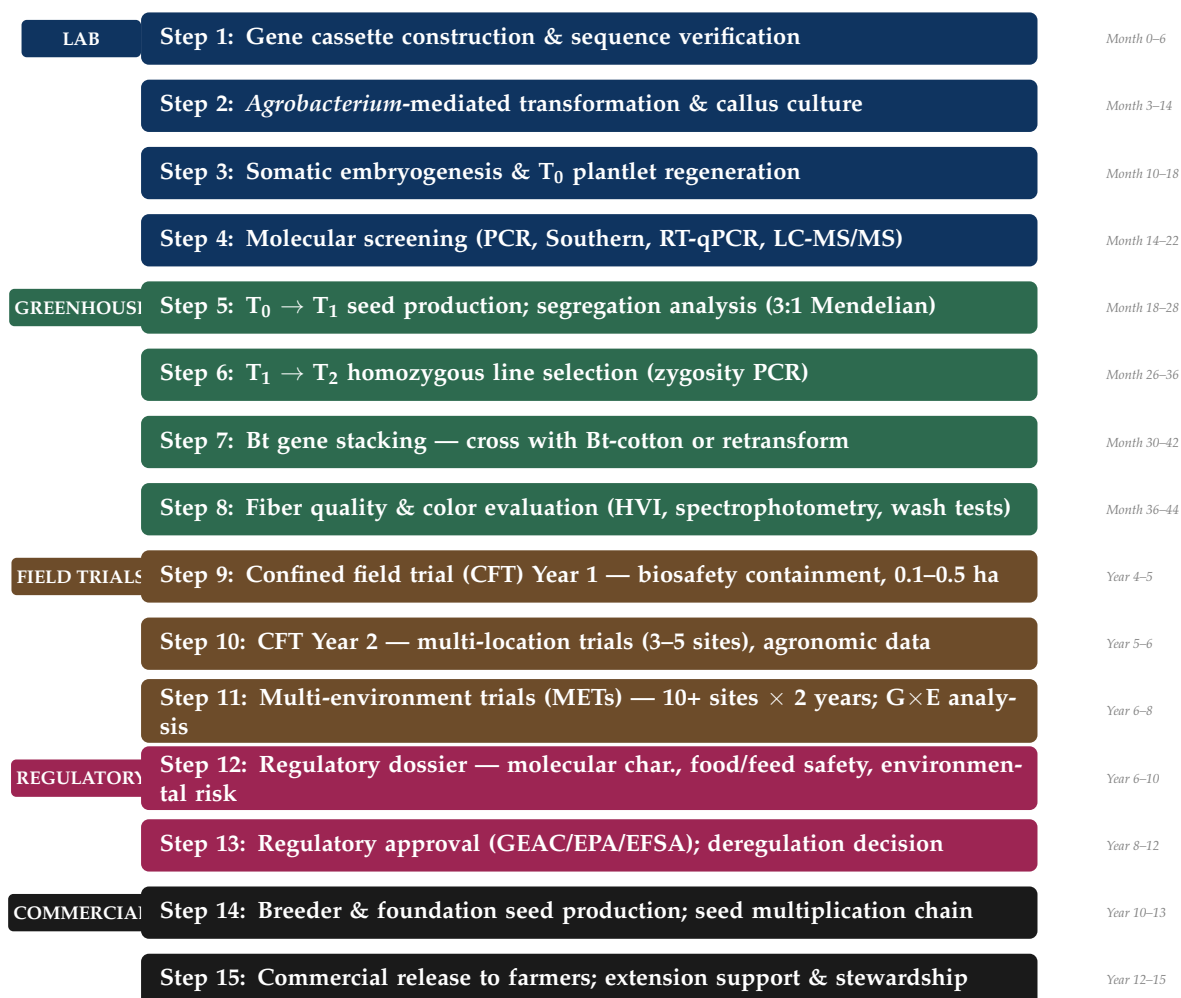 LAB
Step 1: Gene cassette construction & sequence verification
Month 0–6
Step 2: Agrobacterium-mediated transformation & callus culture
Month 3–14
Step 3: Somatic embryogenesis & T₀ plantlet regeneration
Month 10–18
Step 4: Molecular screening (PCR, Southern, RT-qPCR, LC-MS/MS)
Month 14–22
GREENHOUSE
Step 5: T₀ → T₁ seed production; segregation analysis (3:1 Mendelian)
Month 18–28
Step 6: T₁ → T₂ homozygous line selection (zygosity PCR)
Month 26–36
Step 7: Bt gene stacking — cross with Bt-cotton or retransform
Month 30–42
Step 8: Fiber quality & color evaluation (HVI, spectrophotometry, wash tests)
Month 36–44
FIELD TRIALS
Step 9: Confined field trial (CFT) Year 1 — biosafety containment, 0.1–0.5 ha
Year 4–5
Step 10: CFT Year 2 — multi-location trials (3–5 sites), agronomic data
Year 5–6
Step 11: Multi-environment trials (METs) — 10+ sites × 2 years; G×E analy-
sis
Year 6–8
REGULATORY
Step 12: Regulatory dossier — molecular char., food/feed safety, environmen-
tal risk
Year 6–10
Step 13: Regulatory approval (GEAC/EPA/EFSA); deregulation decision
Year 8–12
COMMERCIAL
Step 14: Breeder & foundation seed production; seed multiplication chain
Year 10–13
Step 15: Commercial release to farmers; extension support & stewardship
Year 12–15